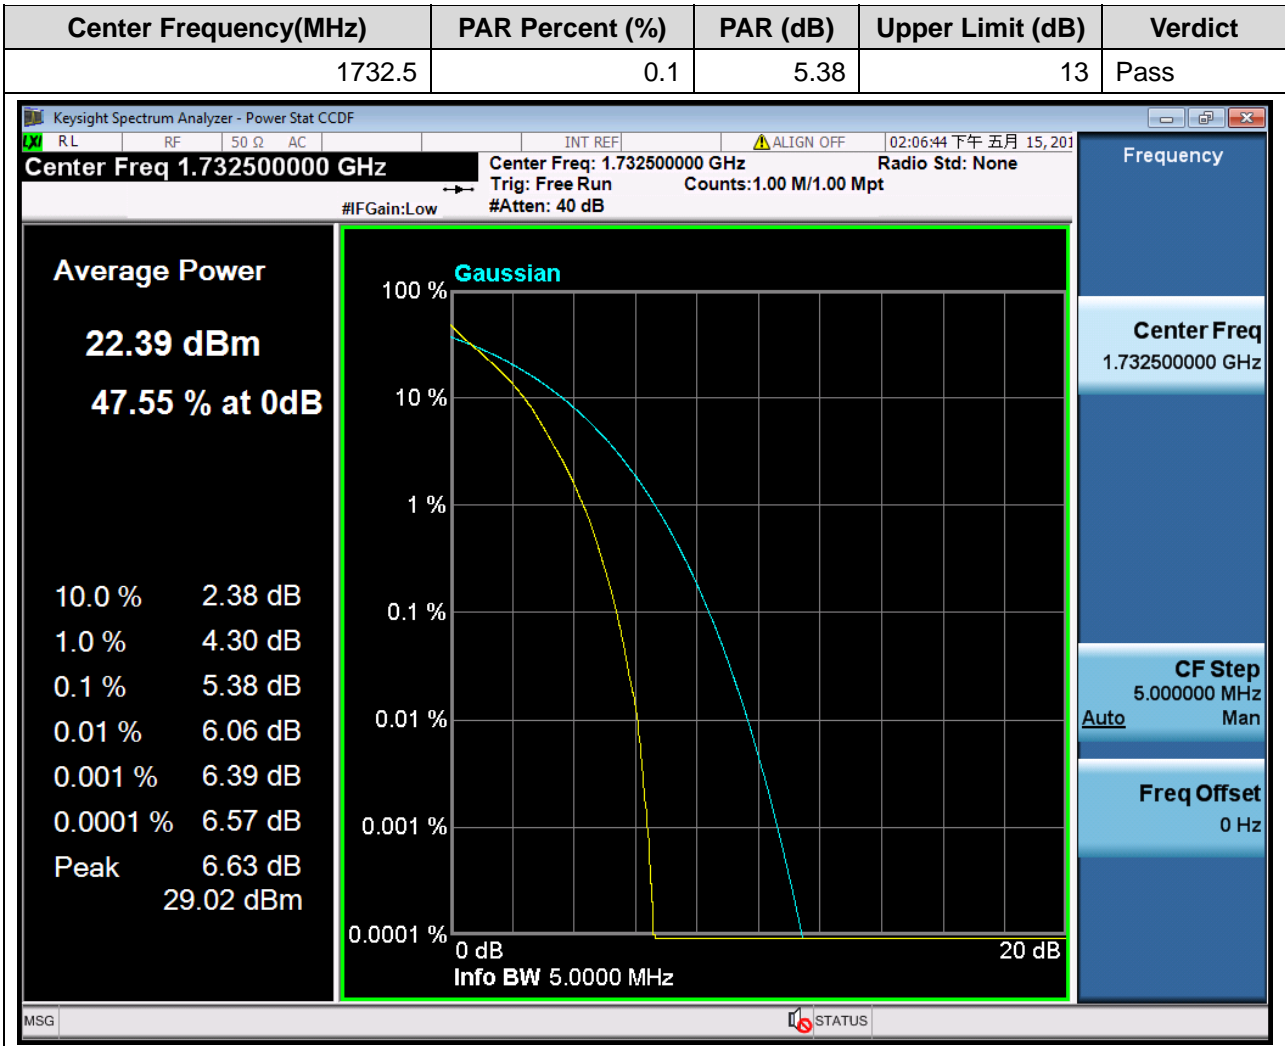 Center Frequency(MHz) PAR Percent (%) PAR (dB) Upper Limit (dB) Verdict
1732.5 0.1 5.38 13 Pass
Keysight Spectrum Analyzer - Power Stat CCDF
LXI RL RF 50 Ω AC INT REF ALIGN OFF 02:06:44 下午 五月 15, 201
Center Freq 1.732500000 GHz
Center Freq: 1.732500000 GHz Radio Std: None
Trig: Free Run Counts:1.00 M/1.00 Mpt
#IFGain:Low #Atten: 40 dB
Average Power
22.39 dBm
47.55 % at 0dB
10.0 % 2.38 dB
1.0 % 4.30 dB
0.1 % 5.38 dB
0.01 % 6.06 dB
0.001 % 6.39 dB
0.0001 % 6.57 dB
Peak 6.63 dB
29.02 dBm
Gaussian
100 %
10 %
1 %
0.1 %
0.01 %
0.001 %
0.0001 %
0 dB 20 dB
Info BW 5.0000 MHz
Frequency
Center Freq
1.732500000 GHz
CF Step
5.000000 MHz
Auto Man
Freq Offset
0 Hz
MSG STATUS